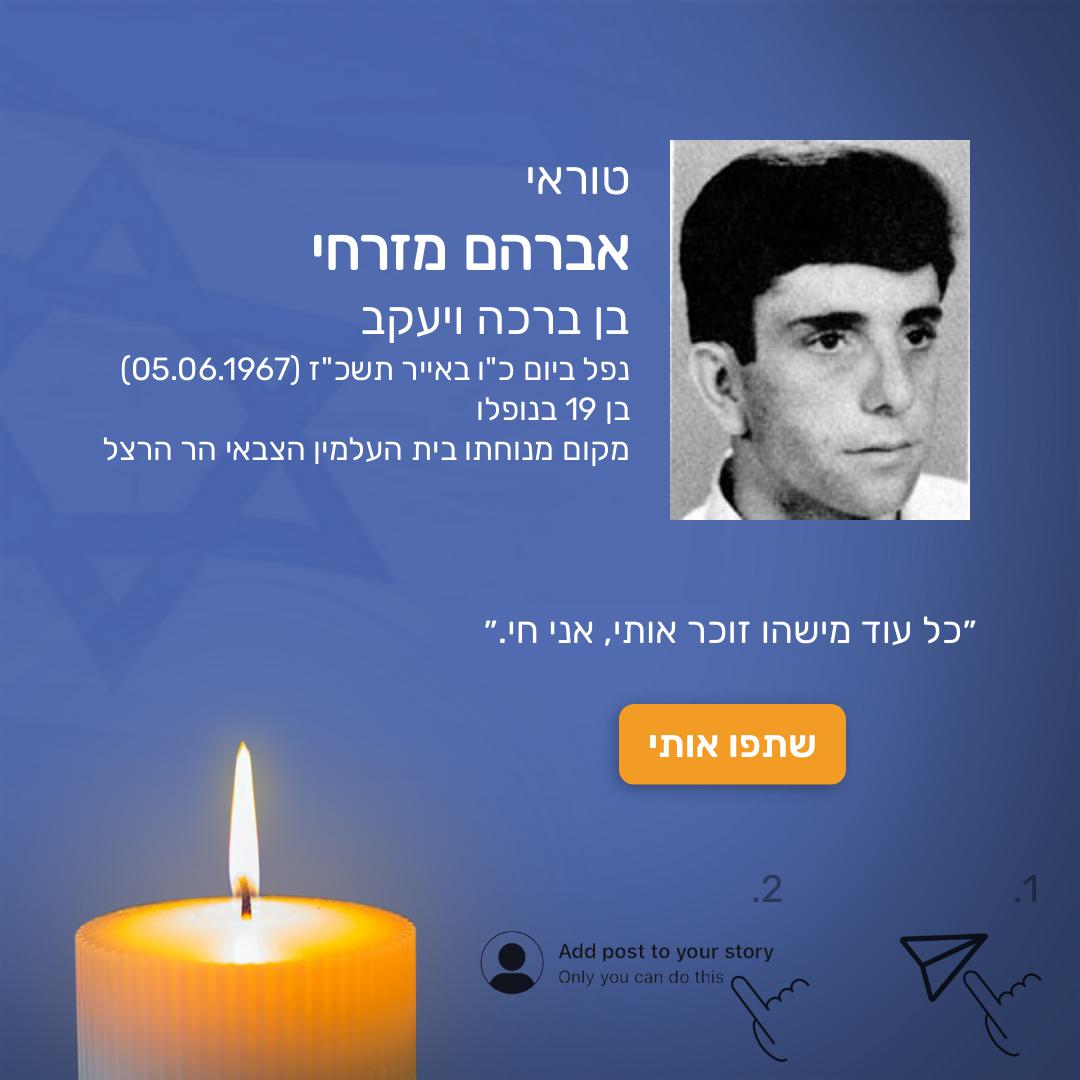 טוראי
אברהם מזרחי
בן ברכה ויעקב
נפל ביום כ"ו באייר תשכ"ז (05.06.1967)
בן 19 בנופלו
מקום מנוחתו בית העלמין הצבאי הר הרצל
״כל עוד מישהו זוכר אותי, אני חי.״
שתפו אותי
.1
.2
Add post to your story
Only you can do this